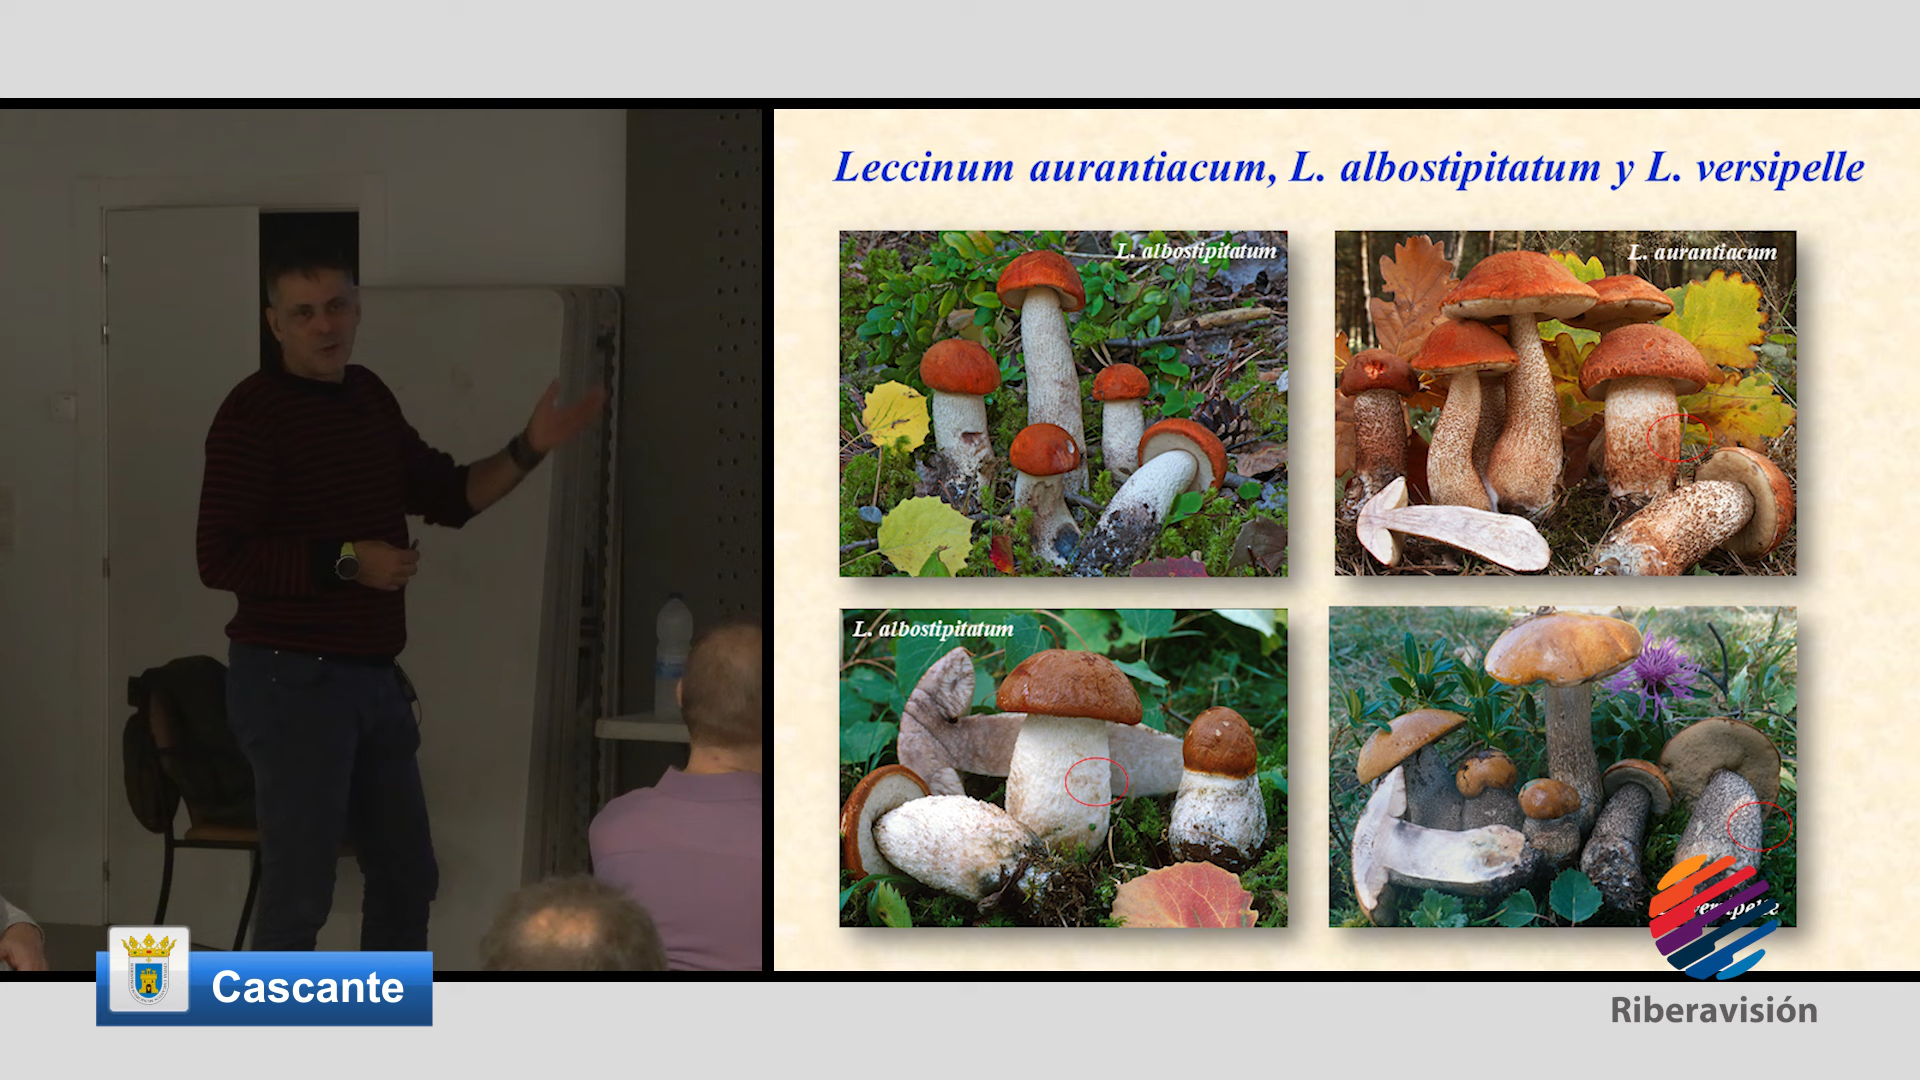 Leccinum aurantiacum, L. albostipitatum y L. versipelle
L. albostipitatum
L. aurantiacum
L. albostipitatum
Cascante
Riberavisión